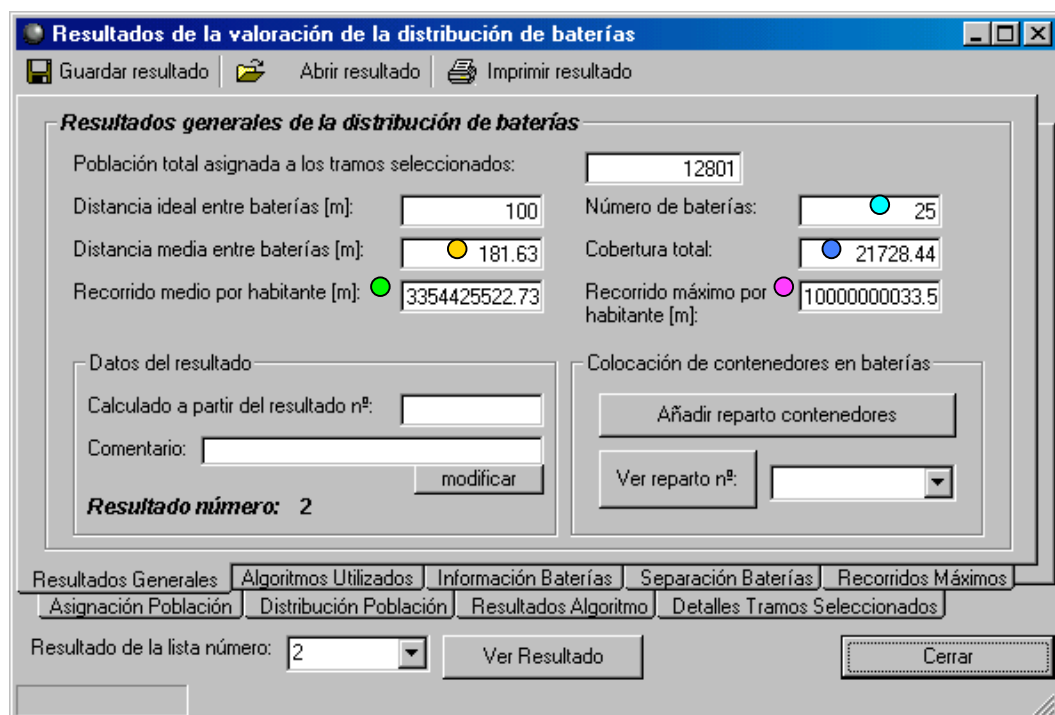 Resultados de la valoración de la distribución de baterías
Guardar resultado Abrir resultado Imprimir resultado
Resultados generales de la distribución de baterías
Población total asignada a los tramos seleccionados: 12801
Distancia ideal entre baterías [m]: 100 Número de baterías: 25
Distancia media entre baterías [m]: 181.63 Cobertura total: 21728.44
Recorrido medio por habitante [m]: 3354425522.73 Recorrido máximo por habitante [m]: 10000000033.5
Datos del resultado
Calculado a partir del resultado nº:
Comentario:
modificar
Resultado número: 2
Colocación de contenedores en baterías
Añadir reparto contenedores
Ver reparto nº:
Resultados Generales Algoritmos Utilizados Información Baterías Separación Baterías Recorridos Máximos
Asignación Población Distribución Población Resultados Algoritmo Detalles Tramos Seleccionados
Resultado de la lista número: 2 Ver Resultado Cerrar